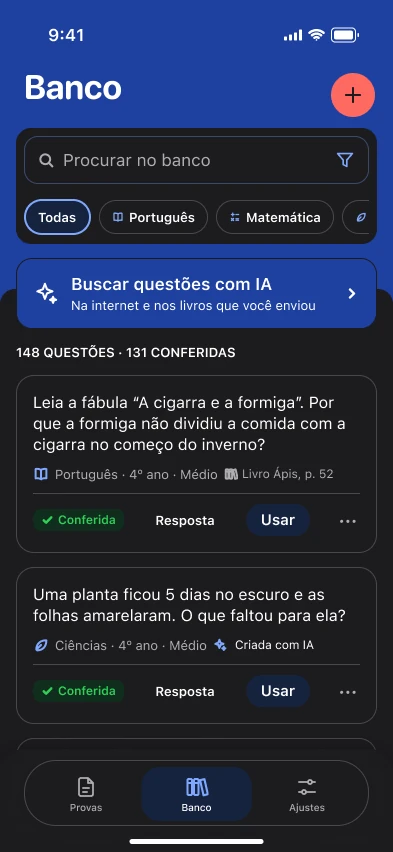 9:41
Banco
Procurar no banco
Todas
Português
Matemática
Buscar questões com IA
Na internet e nos livros que você enviou
148 QUESTÕES · 131 CONFERIDAS
Leia a fábula “A cigarra e a formiga”. Por
que a formiga não dividiu a comida com a
cigarra no começo do inverno?
Português · 4º ano · Médio Livro Ápis, p. 52
Conferida Resposta Usar
Uma planta ficou 5 dias no escuro e as
folhas amarelaram. O que faltou para ela?
Ciências · 4º ano · Médio Criada com IA
Conferida Resposta Usar
Provas Banco Ajustes